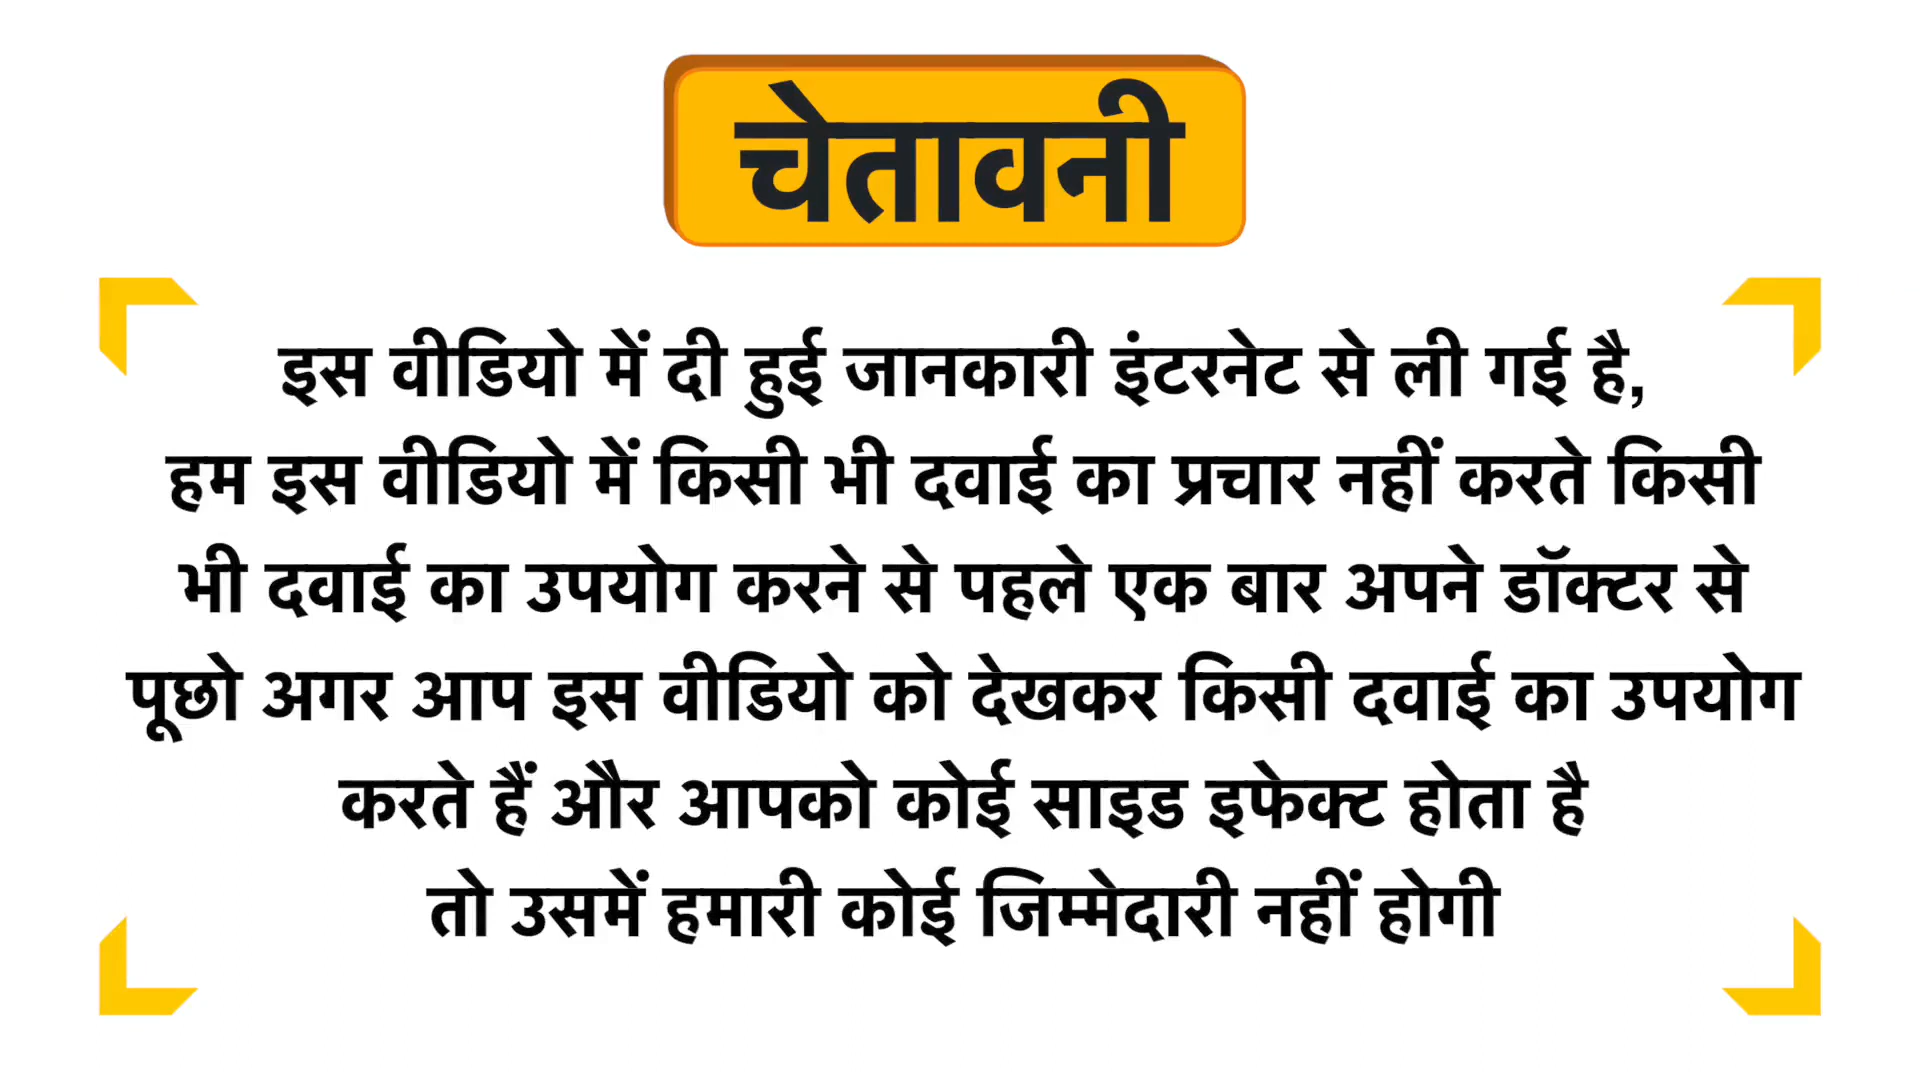 चेतावनी
इस वीडियो में दी हुई जानकारी इंटरनेट से ली गई है,
हम इस वीडियो में किसी भी दवाई का प्रचार नहीं करते किसी
भी दवाई का उपयोग करने से पहले एक बार अपने डॉक्टर से
पूछो अगर आप इस वीडियो को देखकर किसी दवाई का उपयोग
करते हैं और आपको कोई साइड इफेक्ट होता है
तो उसमें हमारी कोई जिम्मेदारी नहीं होगी